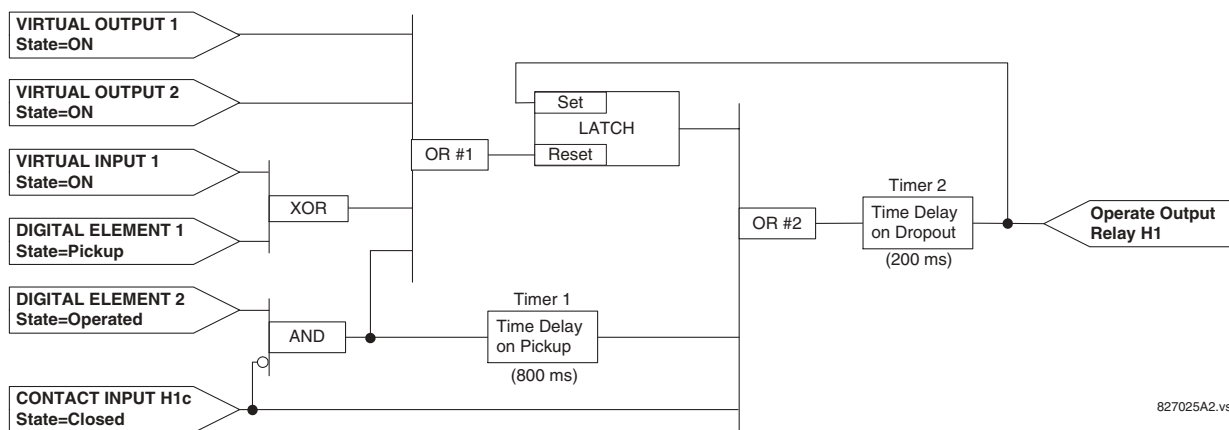 VIRTUAL OUTPUT 1
State=ON
VIRTUAL OUTPUT 2
State=ON
VIRTUAL INPUT 1
State=ON
DIGITAL ELEMENT 1
State=Pickup
DIGITAL ELEMENT 2
State=Operated
CONTACT INPUT H1c
State=Closed
XOR
AND
OR #1
Set
LATCH
Reset
Timer 1
Time Delay
on Pickup
(800 ms)
OR #2
Timer 2
Time Delay
on Dropout
(200 ms)
Operate Output
Relay H1
827025A2.vs